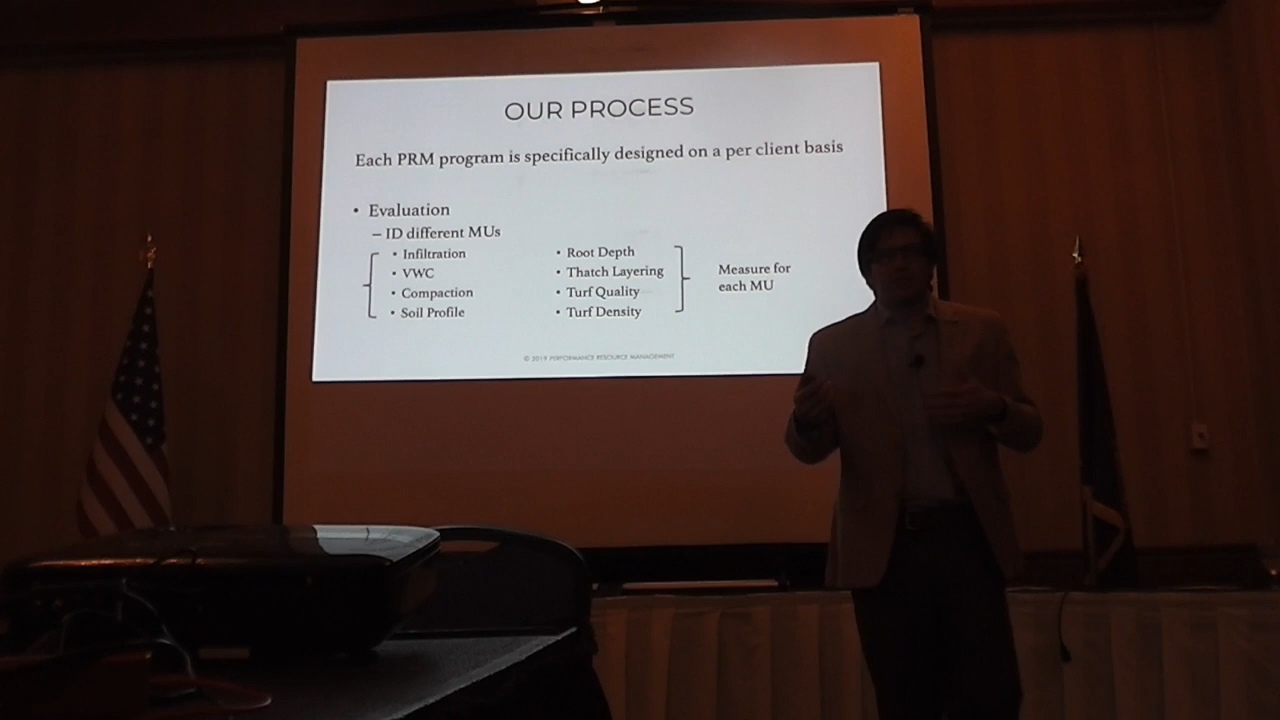 OUR PROCESS
Each PRM program is specifically designed on a per client basis
• Evaluation
– ID different MUs
• Infiltration
• VWC
• Compaction
• Soil Profile
• Root Depth
• Thatch Layering
• Turf Quality
• Turf Density
Measure for
each MU
© 2019 PERFORMANCE RESOURCE MANAGEMENT